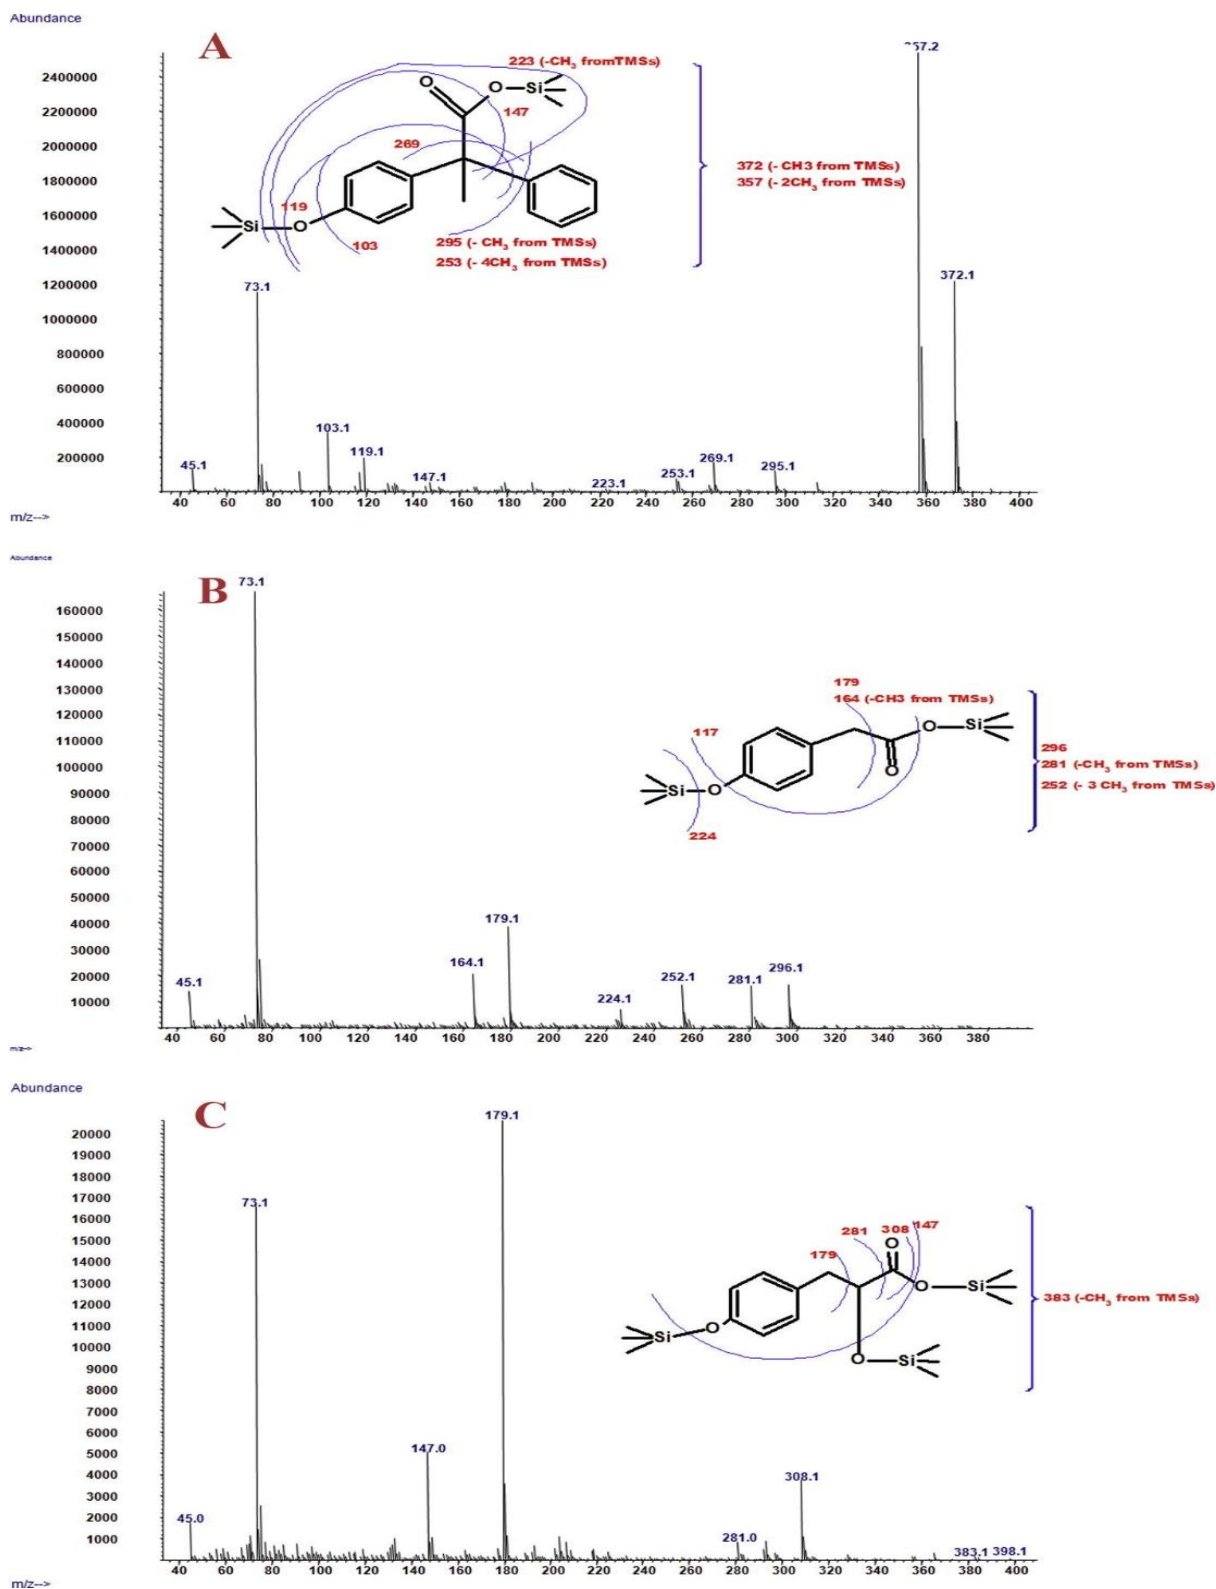 Abundance
A
2400000
2200000
2000000
1800000
1600000
1400000
1200000
1000000
800000
600000
400000
200000
223 (-CH3 fromTMSs)
O
O
Si
147
269
119
Si
O
103
295 (- CH3 from TMSs)
253 (- 4CH3 from TMSs)
372 (- CH3 from TMSs)
357 (- 2CH3 from TMSs)
372.1
73.1
103.1
119.1
45.1
147.1
223.1
253.1
269.1
295.1
40 60 80 100 120 140 160 180 200 220 240 260 280 300 320 340 360 380 400
m/z-->
Abundance
B
73.1
160000
150000
140000
130000
120000
110000
100000
90000
80000
70000
60000
50000
40000
30000
20000
10000
179
164 (-CH3 from TMSs)
117
O
Si
O
Si
O
224
296
281 (-CH3 from TMSs)
252 (- 3 CH3 from TMSs)
179.1
164.1
45.1
224.1
252.1
281.1
296.1
40 60 80 100 120 140 160 180 200 220 240 260 280 300 320 340 360 380
m/z-->
Abundance
C
179.1
20000
19000
18000
17000
16000
15000
14000
13000
12000
11000
10000
9000
8000
7000
6000
5000
4000
3000
2000
1000
73.1
281 308 147
179
O
O
Si
Si
O
O
Si
383 (-CH3 from TMSs)
147.0
308.1
45.0
281.0
383.1 398.1
40 60 80 100 120 140 160 180 200 220 240 260 280 300 320 340 360 380 400
m/z-->